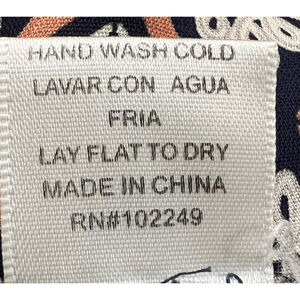 HAND WASH COLD
LAVAR CON AGUA
FRIA
LAY FLAT TO DRY
MADE IN CHINA
RN#102249